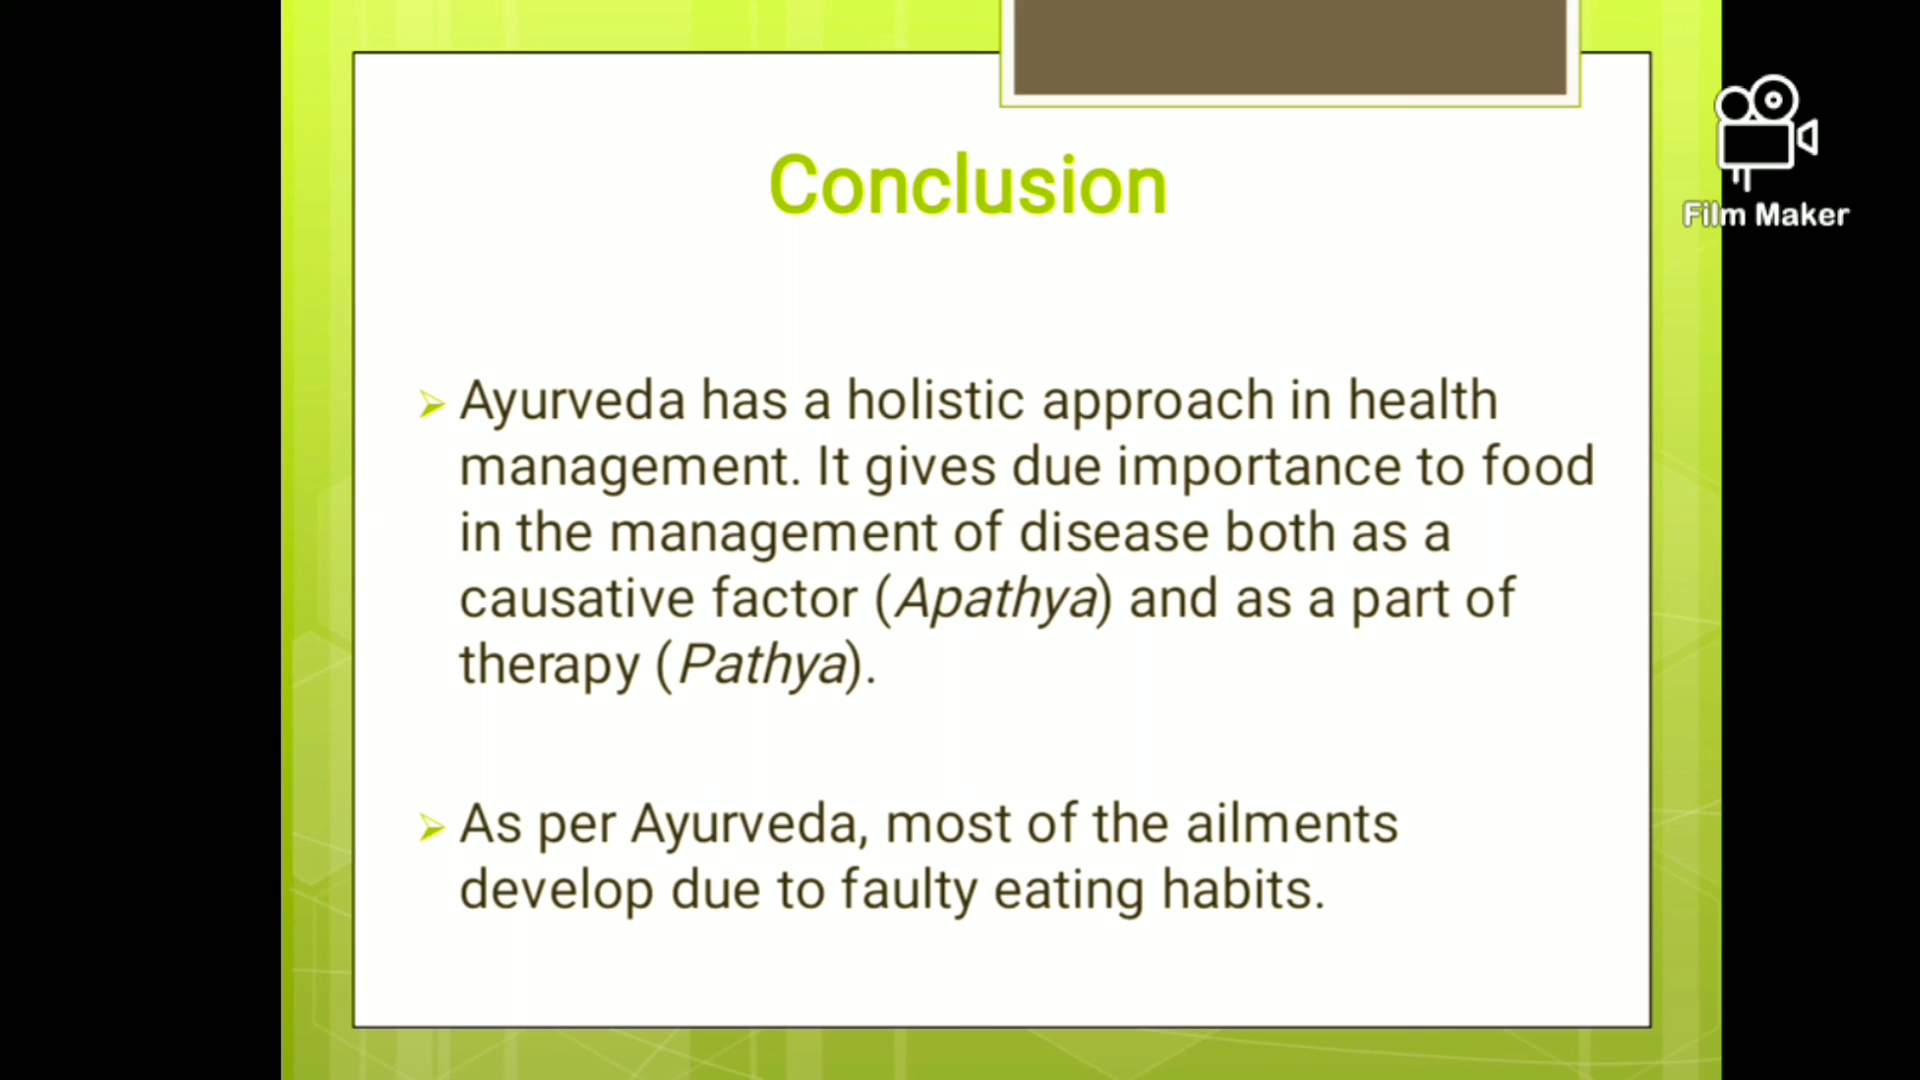 Conclusion
Film Maker
Ayurveda has a holistic approach in health
management. It gives due importance to food
in the management of disease both as a
causative factor (Apathya) and as a part of
therapy (Pathya).
As per Ayurveda, most of the ailments
develop due to faulty eating habits.